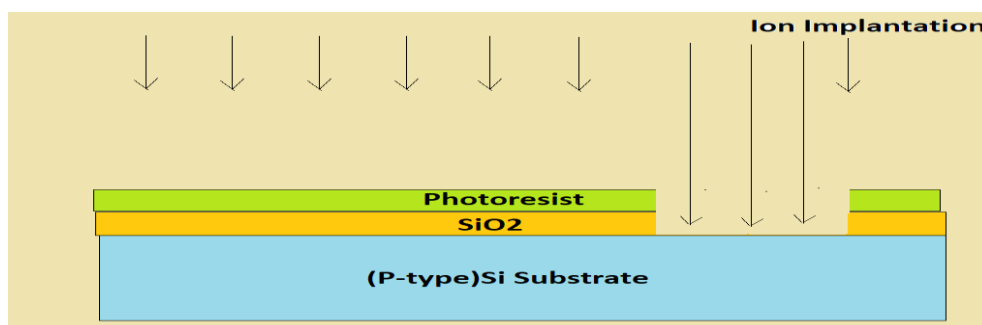 Ion Implantation
Photoresist
SiO2
(P-type)Si Substrate